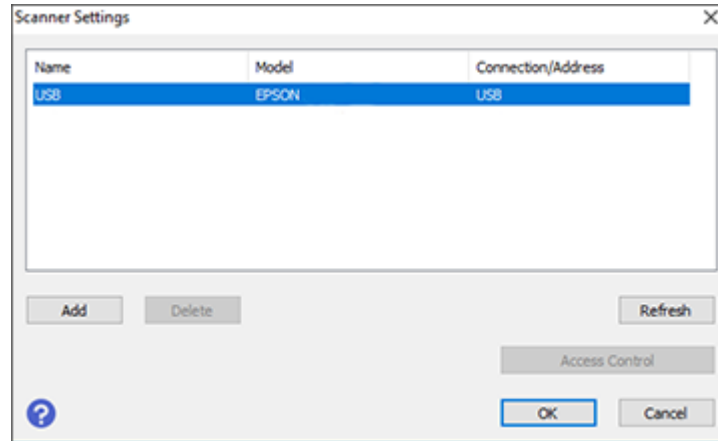 Scanner Settings
Name Model Connection/Address
USB EPSON USB
Add Delete Refresh
Access Control
? OK Cancel